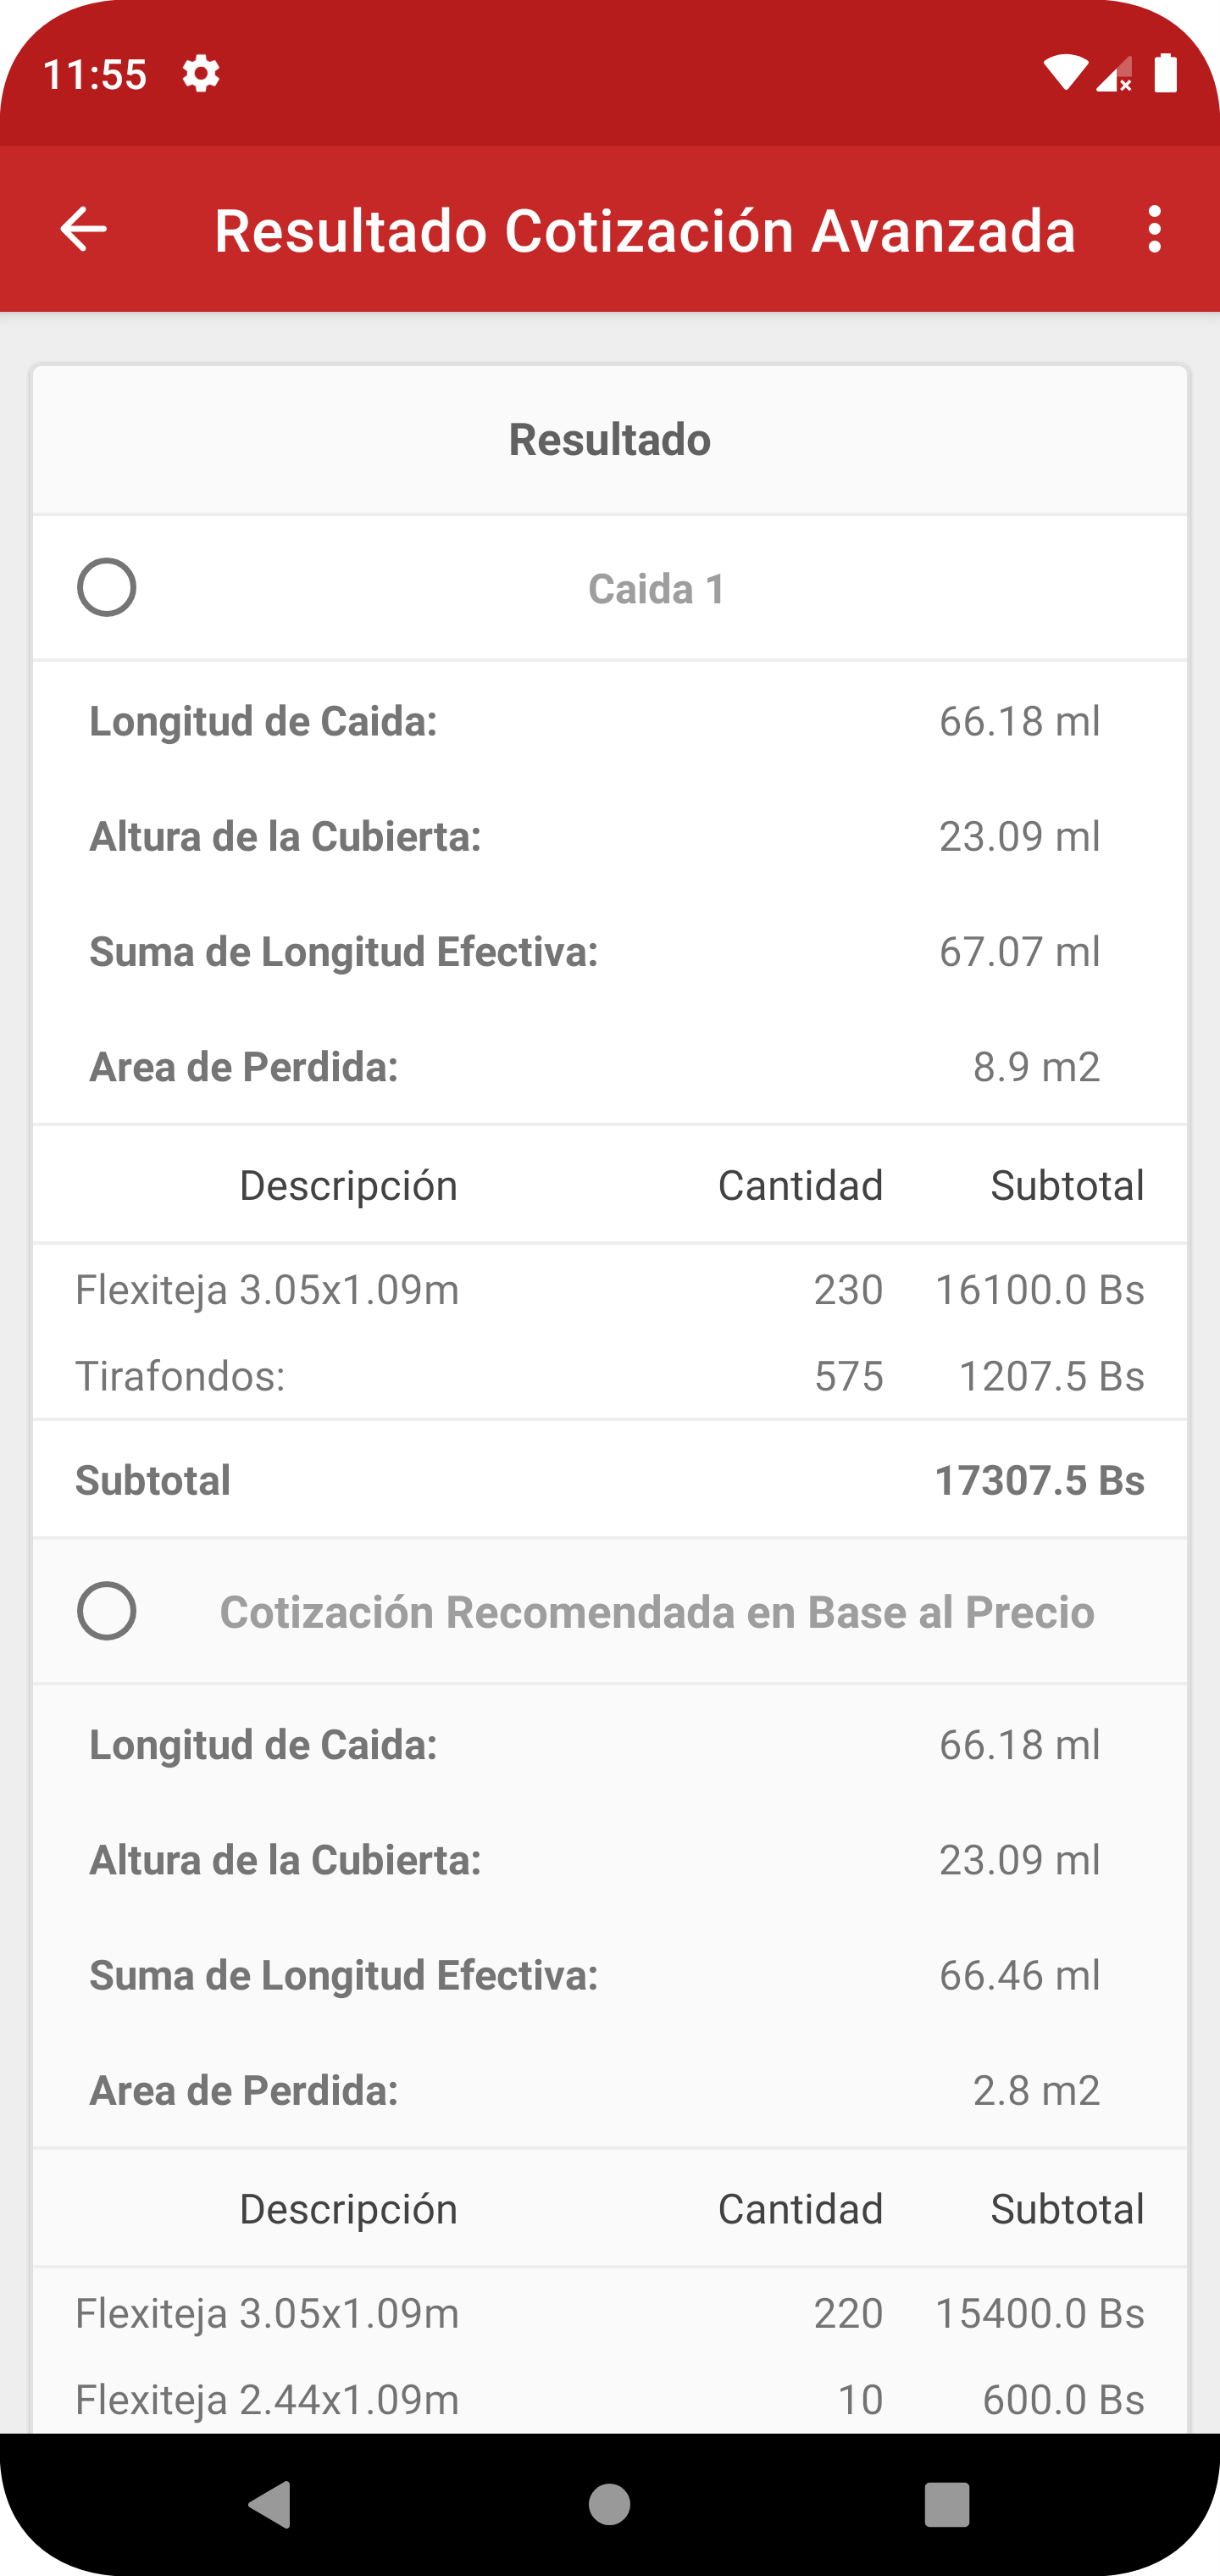 11:55
Resultado Cotización Avanzada
Resultado
Caida 1
Longitud de Caida: 66.18 ml
Altura de la Cubierta: 23.09 ml
Suma de Longitud Efectiva: 67.07 ml
Area de Perdida: 8.9 m2
Descripción Cantidad Subtotal
Flexiteja 3.05x1.09m 230 16100.0 Bs
Tirafondos: 575 1207.5 Bs
Subtotal 17307.5 Bs
Cotización Recomendada en Base al Precio
Longitud de Caida: 66.18 ml
Altura de la Cubierta: 23.09 ml
Suma de Longitud Efectiva: 66.46 ml
Area de Perdida: 2.8 m2
Descripción Cantidad Subtotal
Flexiteja 3.05x1.09m 220 15400.0 Bs
Flexiteja 2.44x1.09m 10 600.0 Bs